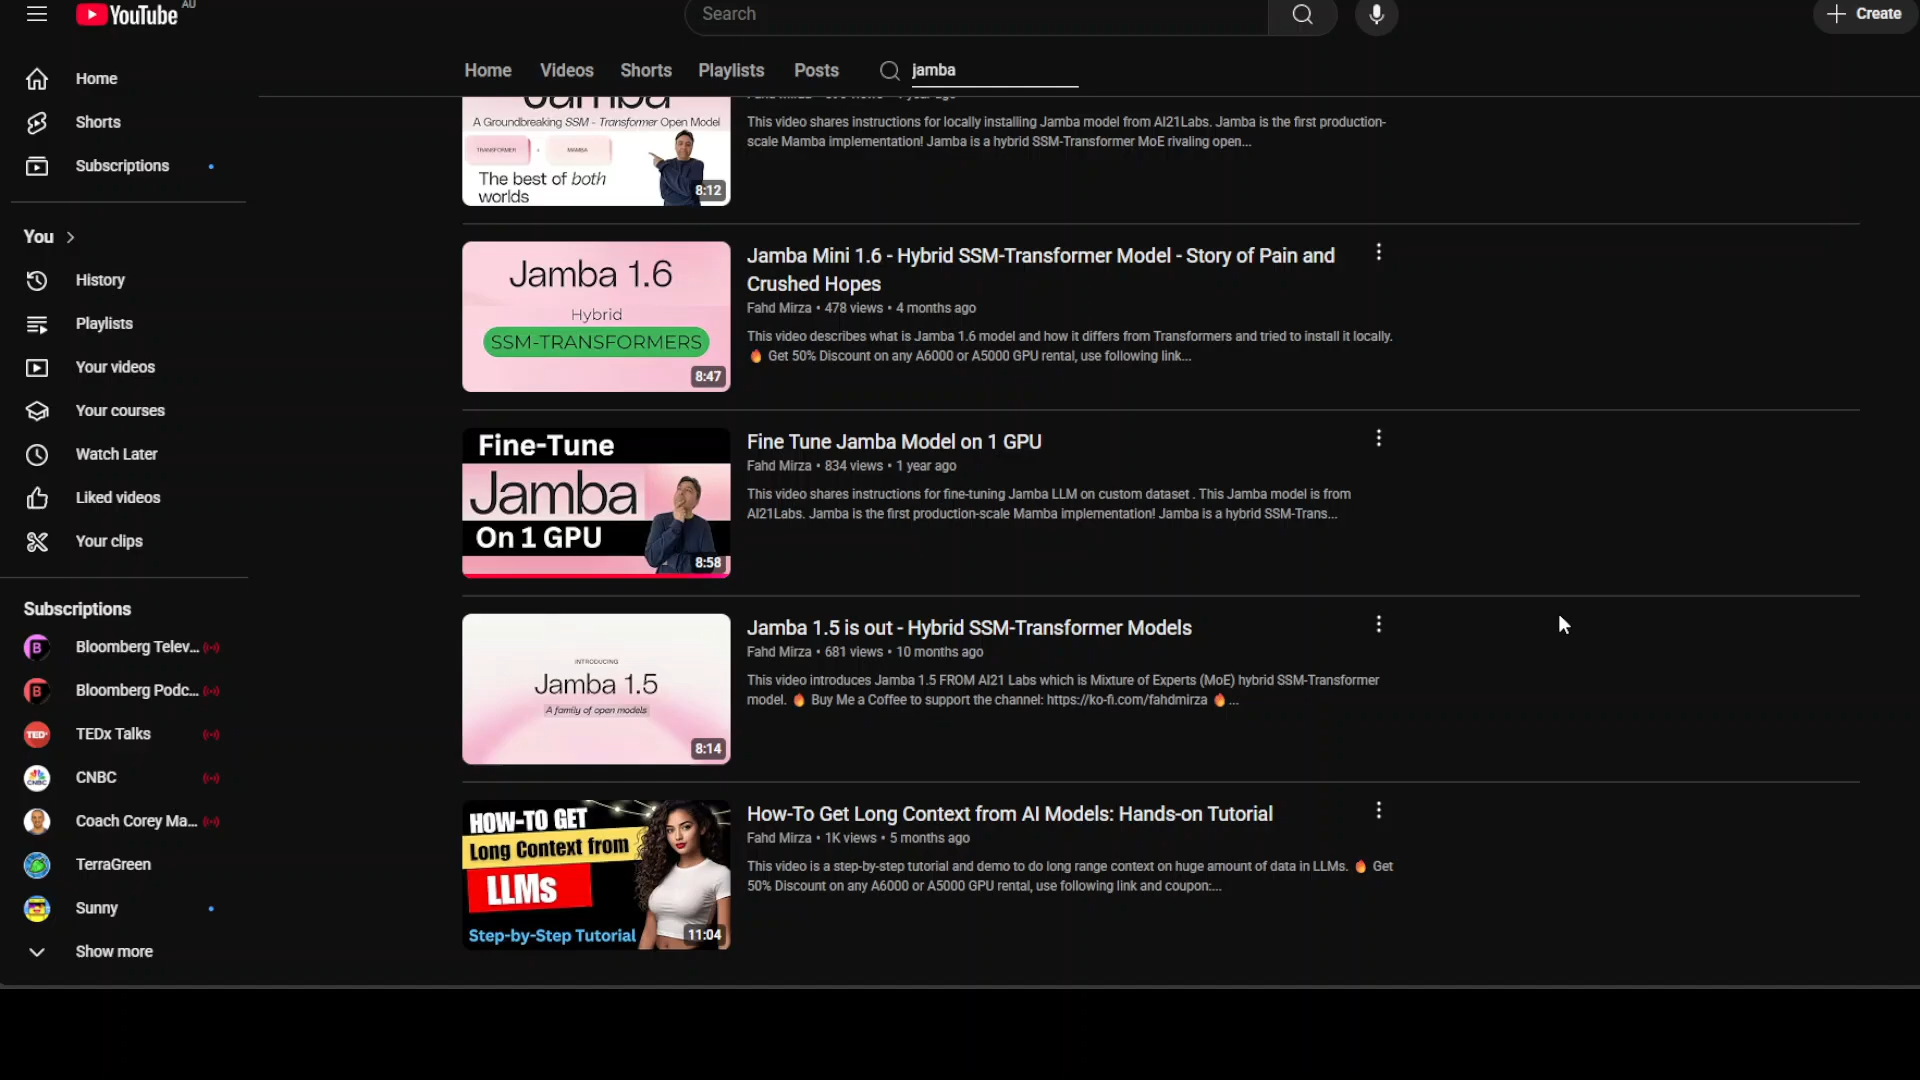 YouTube AU
Search
Create
Home
Shorts
Subscriptions
You
History
Playlists
Your videos
Your courses
Watch Later
Liked videos
Your clips
Subscriptions
Bloomberg Telev...
Bloomberg Podc...
TEDx Talks
CNBC
Coach Corey Ma...
TerraGreen
Sunny
Show more
Home Videos Shorts Playlists Posts jamba
Jamba
A Groundbreaking SSM - Transformer Open Model
TRANSFORMER + MAMBA
The best of both
worlds
8:12
This video shares instructions for locally installing Jamba model from AI21Labs. Jamba is the first production-
scale Mamba implementation! Jamba is a hybrid SSM-Transformer MoE rivaling open...
Jamba 1.6
Hybrid
SSM-TRANSFORMERS
8:47
Jamba Mini 1.6 - Hybrid SSM-Transformer Model - Story of Pain and
Crushed Hopes
Fahd Mirza • 478 views • 4 months ago
This video describes what is Jamba 1.6 model and how it differs from Transformers and tried to install it locally.
🔥 Get 50% Discount on any A6000 or A5000 GPU rental, use following link...
Fine-Tune
Jamba
On 1 GPU
8:58
Fine Tune Jamba Model on 1 GPU
Fahd Mirza • 834 views • 1 year ago
This video shares instructions for fine-tuning Jamba LLM on custom dataset . This Jamba model is from
AI21Labs. Jamba is the first production-scale Mamba implementation! Jamba is a hybrid SSM-Trans...
INTRODUCING
Jamba 1.5
A family of open models
8:14
Jamba 1.5 is out - Hybrid SSM-Transformer Models
Fahd Mirza • 681 views • 10 months ago
This video introduces Jamba 1.5 FROM AI21 Labs which is Mixture of Experts (MoE) hybrid SSM-Transformer
model. 🔥 Buy Me a Coffee to support the channel: https://ko-fi.com/fahdmirza 🔥 ...
HOW-TO GET
Long Context from
LLMs
Step-by-Step Tutorial
11:04
How-To Get Long Context from AI Models: Hands-on Tutorial
Fahd Mirza • 1K views • 5 months ago
This video is a step-by-step tutorial and demo to do long range context on huge amount of data in LLMs. 🔥 Get
50% Discount on any A6000 or A5000 GPU rental, use following link and coupon:...